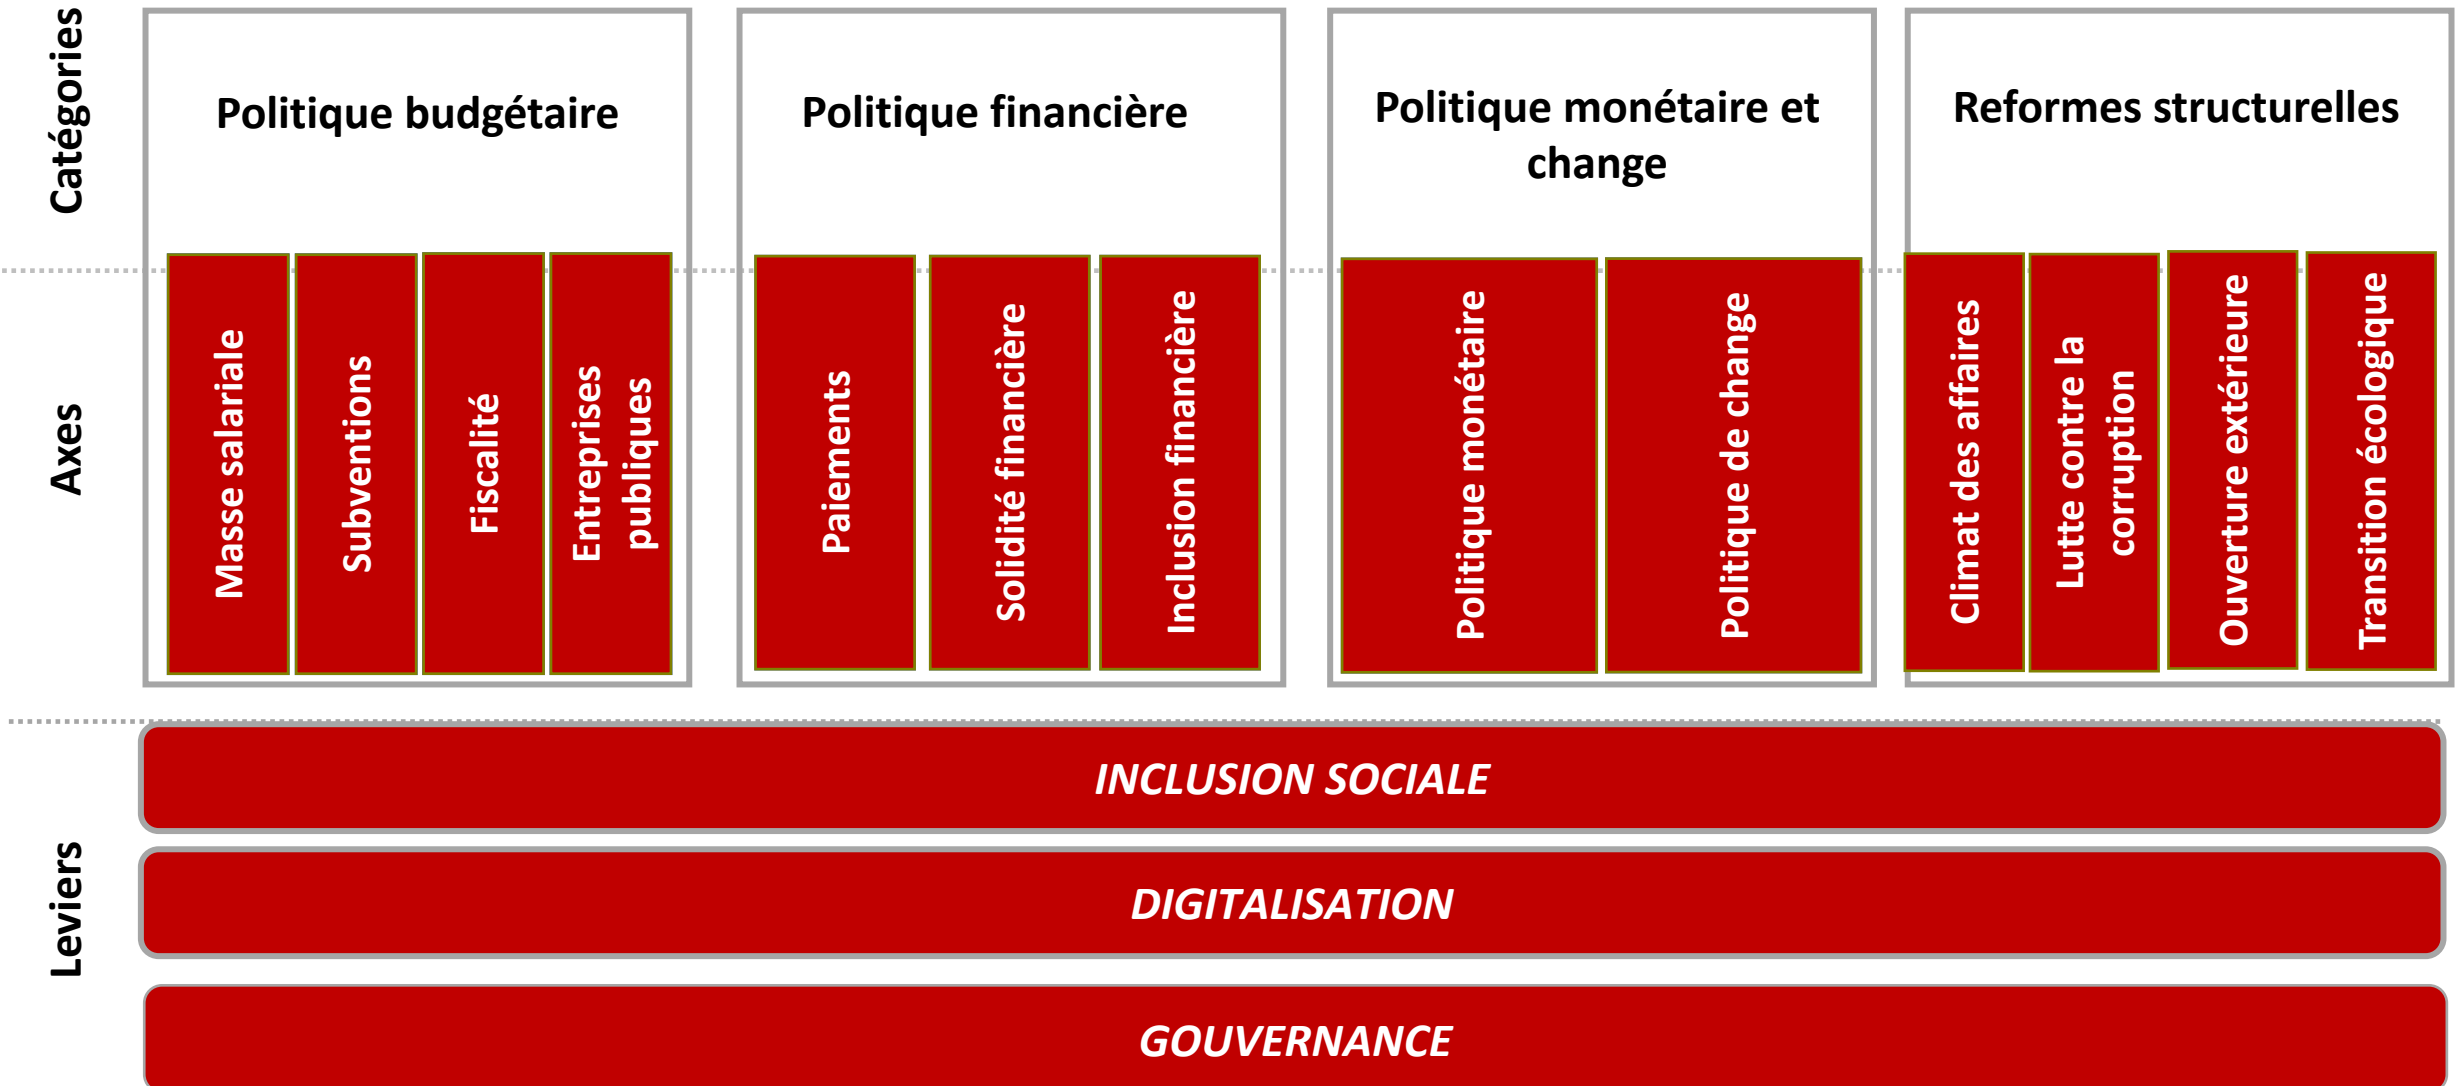 Catégories
Politique budgétaire
Politique financière
Politique monétaire et
change
Reformes structurelles
Axes
Masse salariale
Subventions
Fiscalité
Entreprises
publiques
Paiements
Solidité financière
Inclusion financière
Politique monétaire
Politique de change
Climat des affaires
Lutte contre la
corruption
Ouverture extérieure
Transition écologique
Leviers
INCLUSION SOCIALE
DIGITALISATION
GOUVERNANCE